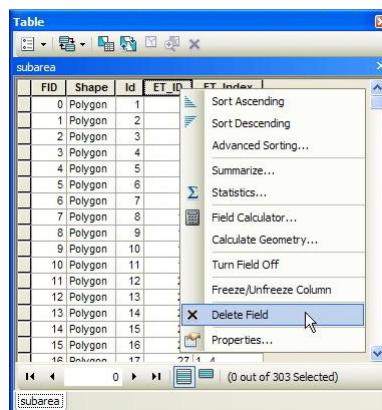 Table
subarea
FID Shape Id ET_ID ET_Index
0 Polygon 1
1 Polygon 2
2 Polygon 3
3 Polygon 4
4 Polygon 5
5 Polygon 6
6 Polygon 7
7 Polygon 8
8 Polygon 9
9 Polygon 10
10 Polygon 11
11 Polygon 12
12 Polygon 13
13 Polygon 14
14 Polygon 15
15 Polygon 16
16 Polygon 17 27 1_4
Sort Ascending
Sort Descending
Advanced Sorting...
Summarize...
Σ Statistics...
Field Calculator...
Calculate Geometry...
Turn Field Off
Freeze/Unfreeze Column
Delete Field
Properties...
0 (0 out of 303 Selected)
subarea